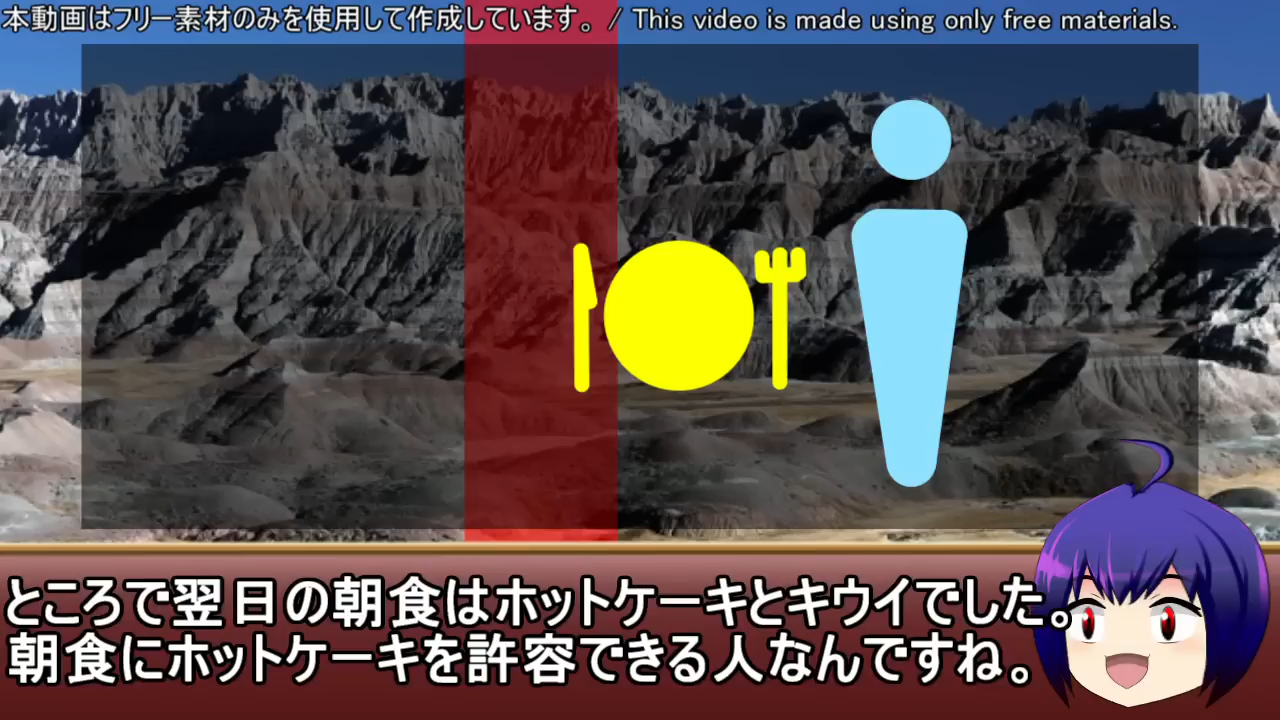 本動画はフリー素材のみを使用して作成しています。 / This video is made using only free materials.
ところで翌日の朝食はホットケーキとキウイでした。
朝食にホットケーキを許容できる人なんですね。